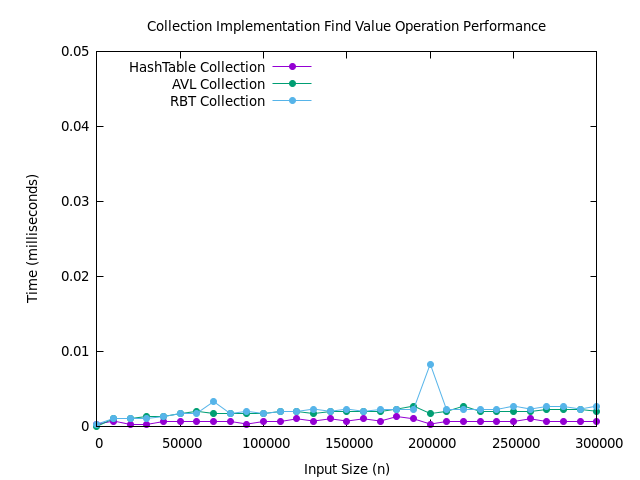 Collection Implementation Find Value Operation Performance
0.05
0.04
0.03
0.02
0.01
0
Time (milliseconds)
HashTable Collection
AVL Collection
RBT Collection
0 50000 100000 150000 200000 250000 300000
Input Size (n)